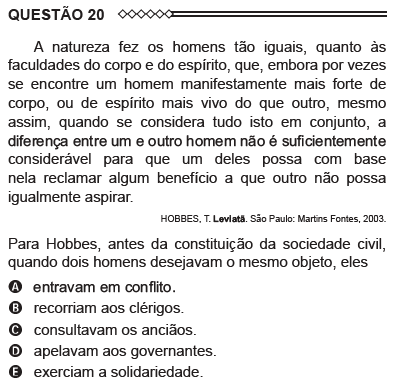 QUESTÃO 20
A natureza fez os homens tão iguais, quanto às
faculdades do corpo e do espírito, que, embora por vezes
se encontre um homem manifestamente mais forte de
corpo, ou de espírito mais vivo do que outro, mesmo
assim, quando se considera tudo isto em conjunto, a
diferença entre um e outro homem não é suficientemente
considerável para que um deles possa com base
nela reclamar algum benefício a que outro não possa
igualmente aspirar.
HOBBES, T. Leviatã. São Paulo: Martins Fontes, 2003.
Para Hobbes, antes da constituição da sociedade civil,
quando dois homens desejavam o mesmo objeto, eles
A entravam em conflito.
B recorriam aos clérigos.
C consultavam os anciãos.
D apelavam aos governantes.
E exerciam a solidariedade.